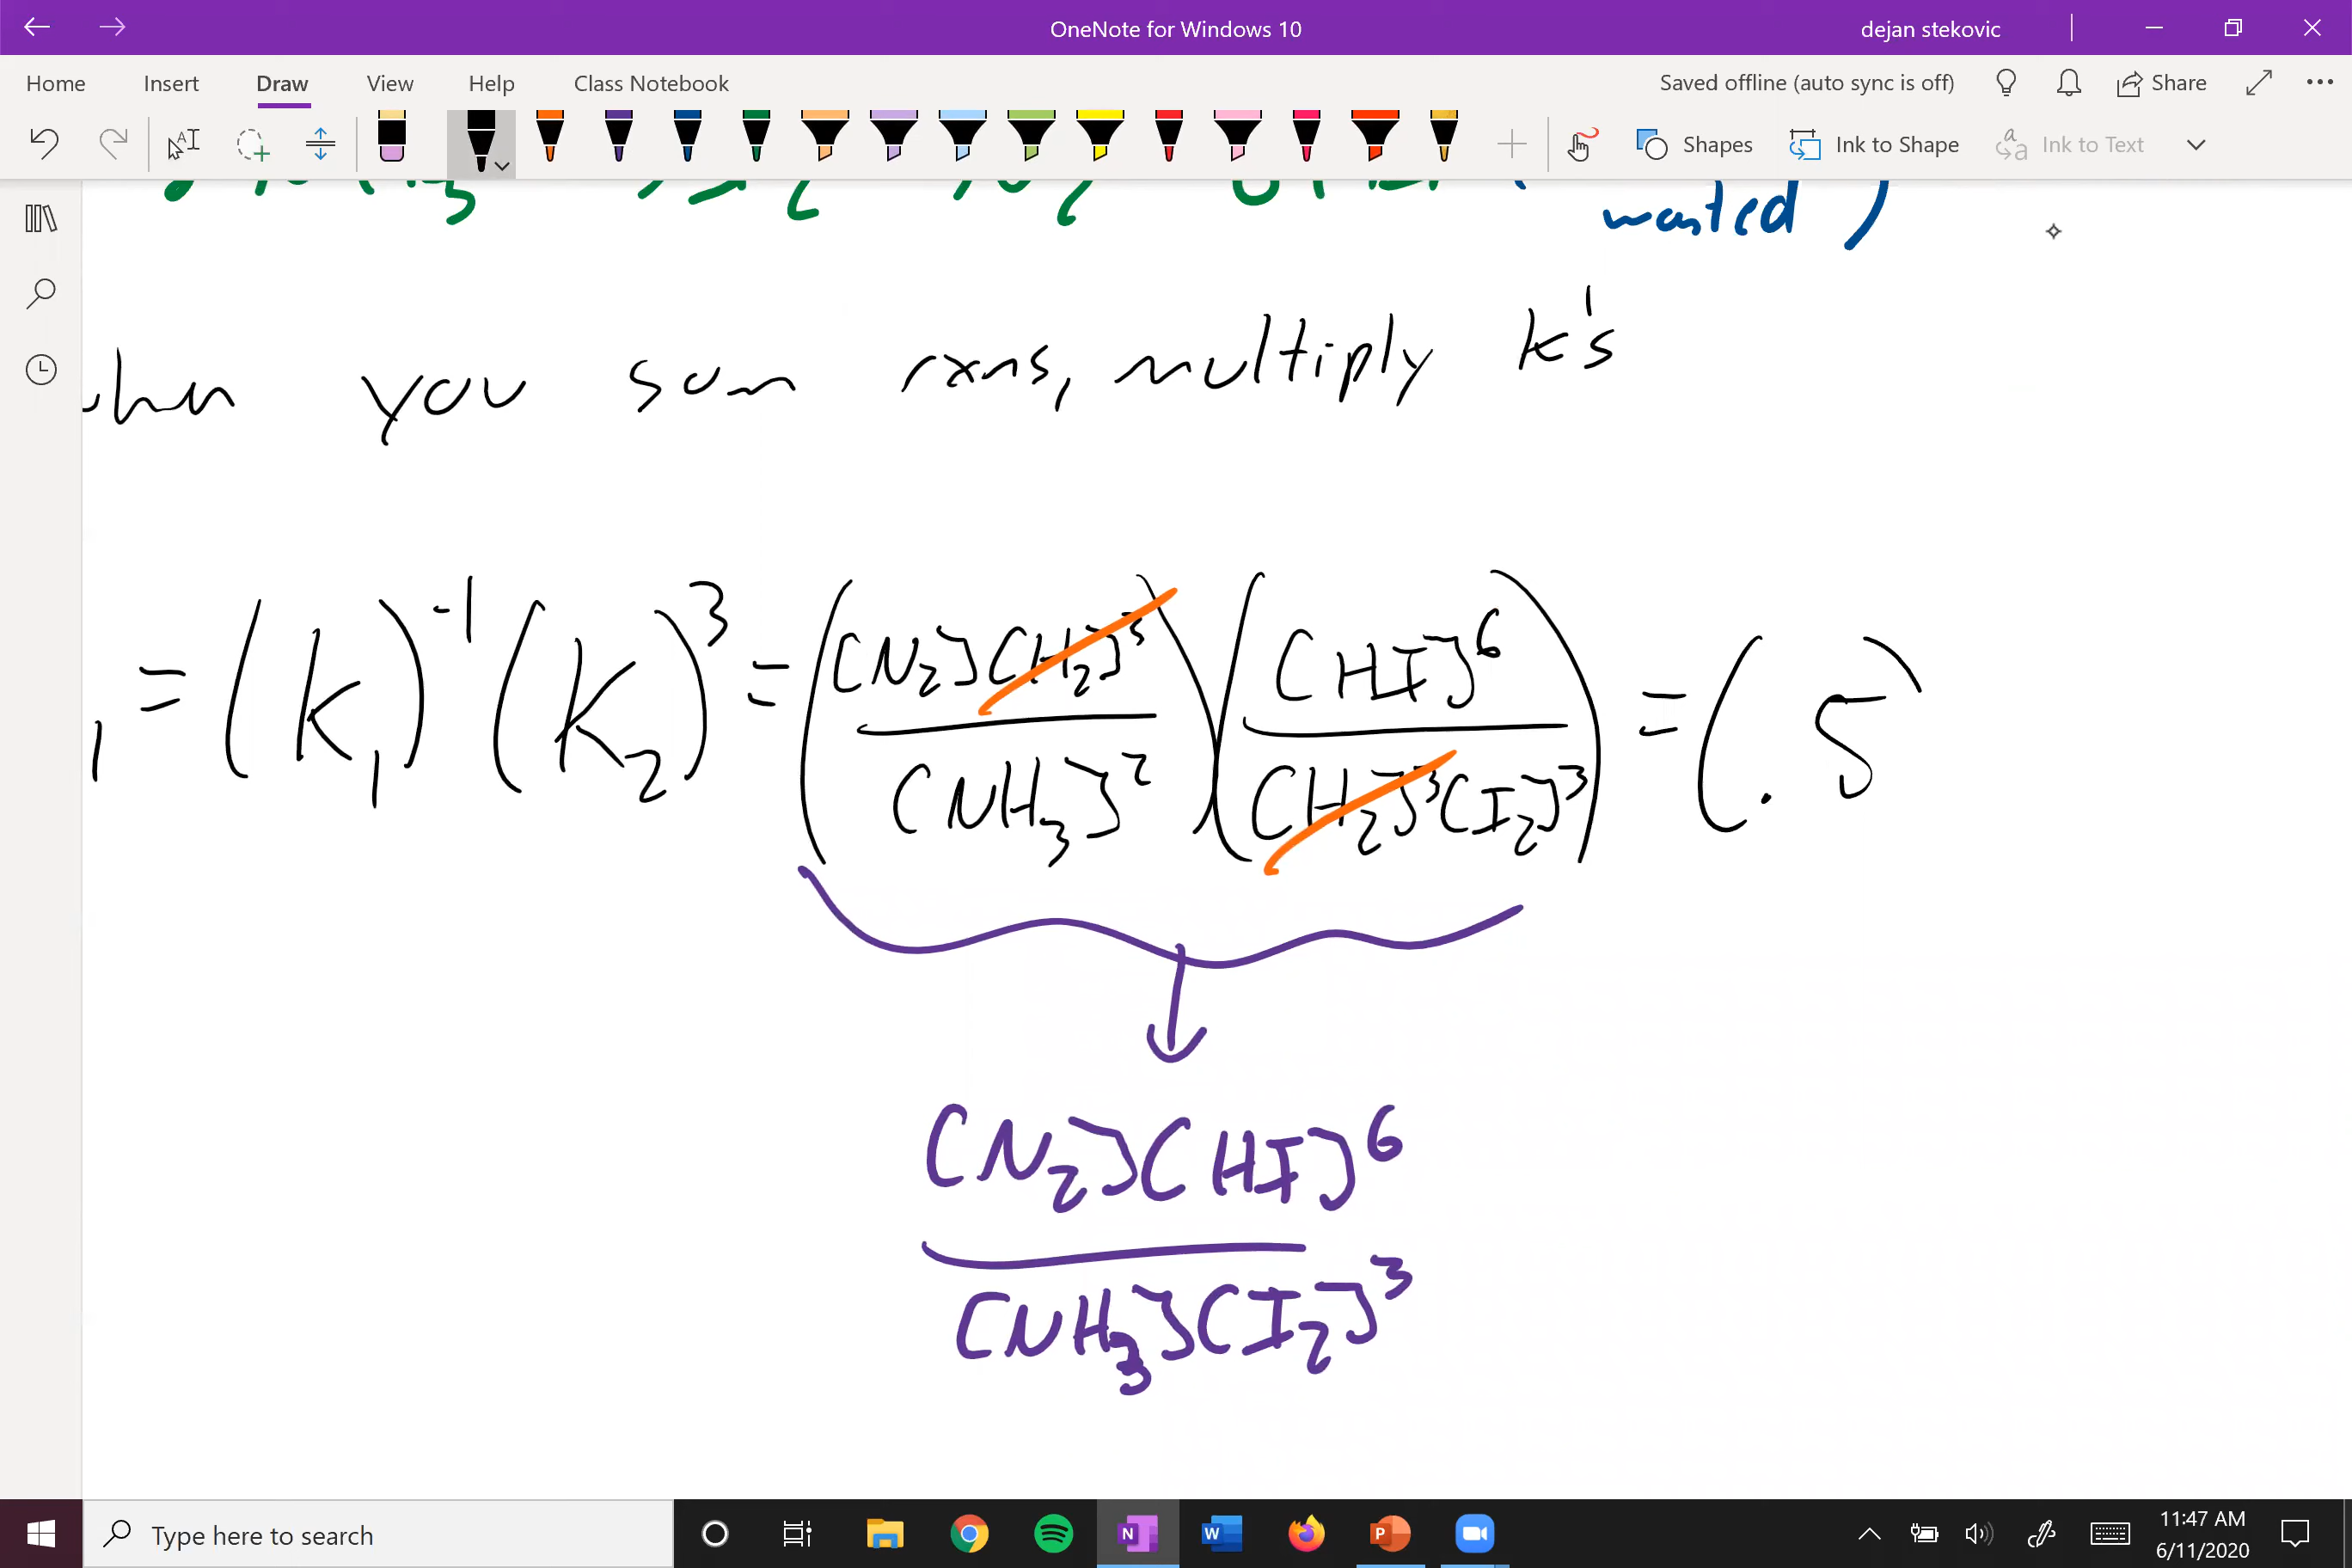 OneNote for Windows 10
dejan stekovic
Home Insert Draw View Help Class Notebook
Saved offline (auto sync is off) Share
Shapes Ink to Shape Ink to Text
wanted)
when you sum rxns, multiply K's
= (K₁)⁻¹ (K₂)³ = ([N₂][H₂]³ / [NH₃]²) ([HI]⁶ / [H₂]³[I₂]³) = (.5)
[N₂][HI]⁶
[NH₃][I₂]³
Type here to search
11:47 AM
6/11/2020